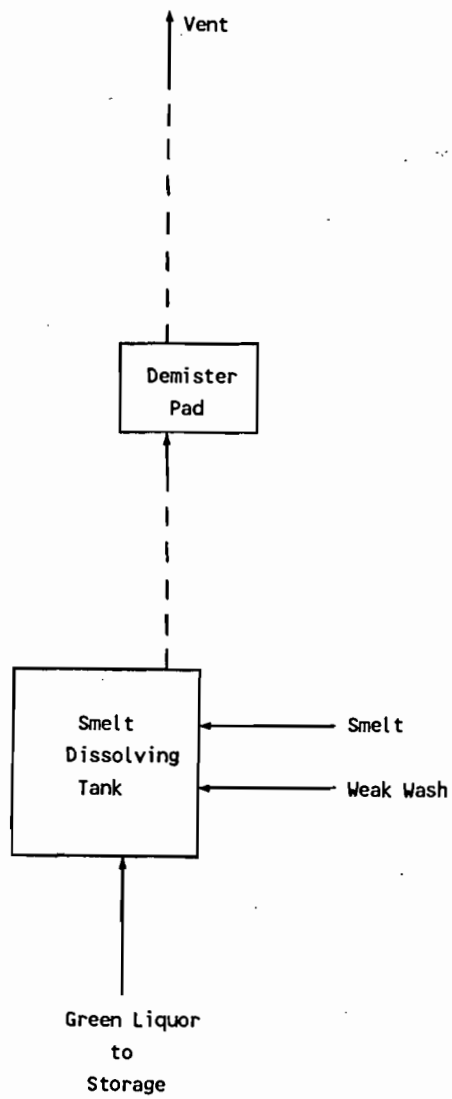 Vent
Demister
Pad
Smelt
Dissolving
Tank
Smelt
Weak Wash
Green Liquor
to
Storage